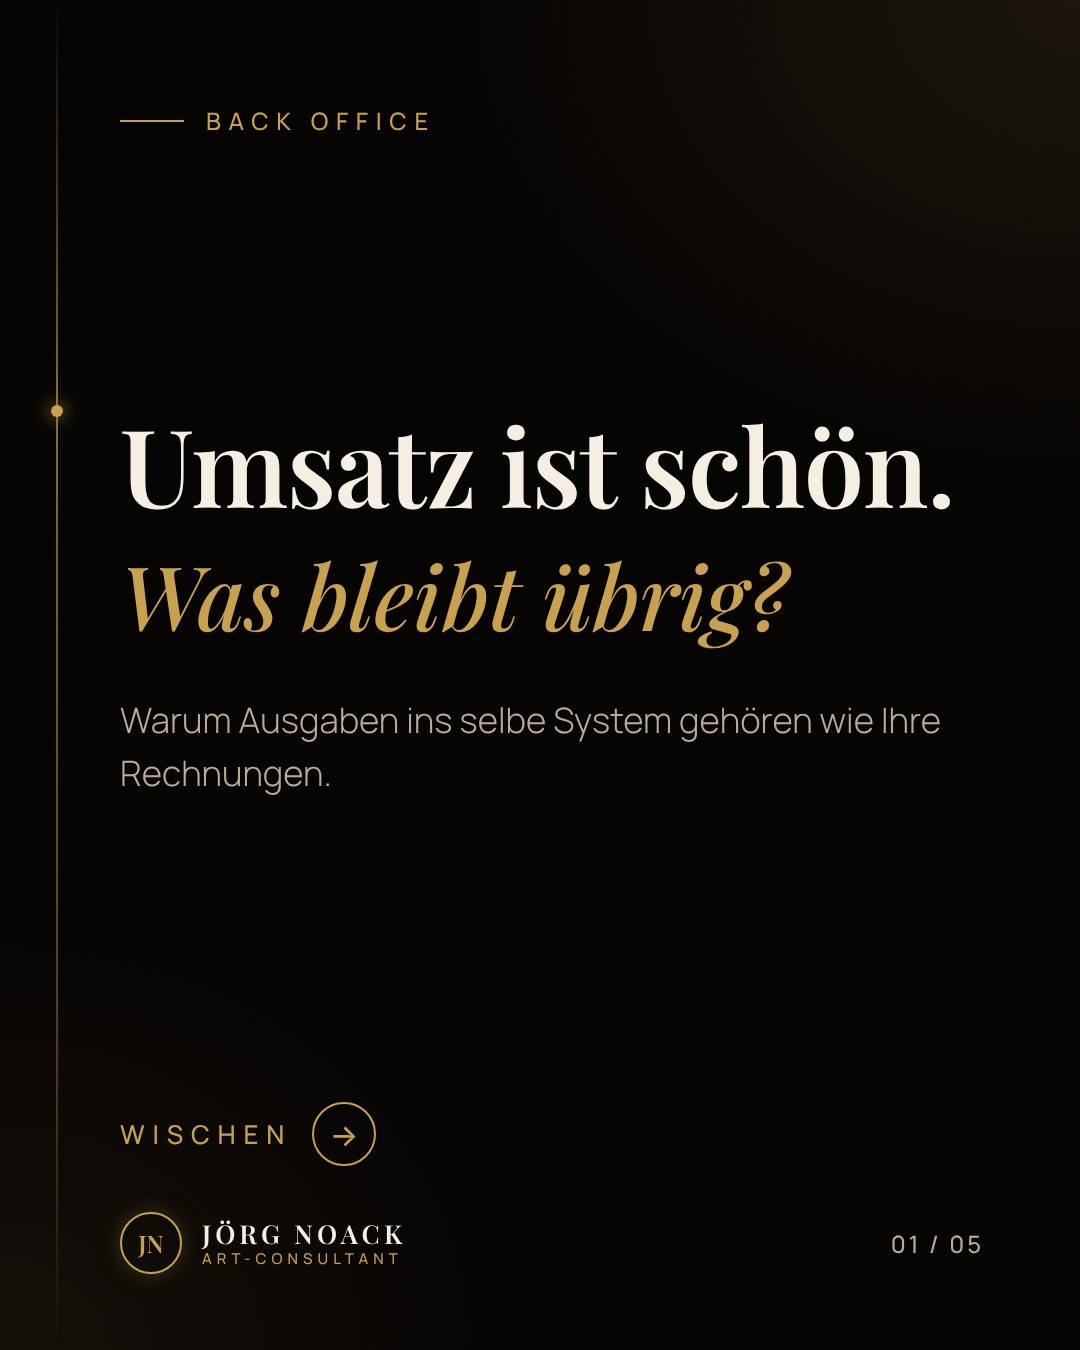 BACK OFFICE
Umsatz ist schön.
Was bleibt übrig?
Warum Ausgaben ins selbe System gehören wie Ihre
Rechnungen.
WISCHEN →
JN
JÖRG NOACK
ART-CONSULTANT
01 / 05